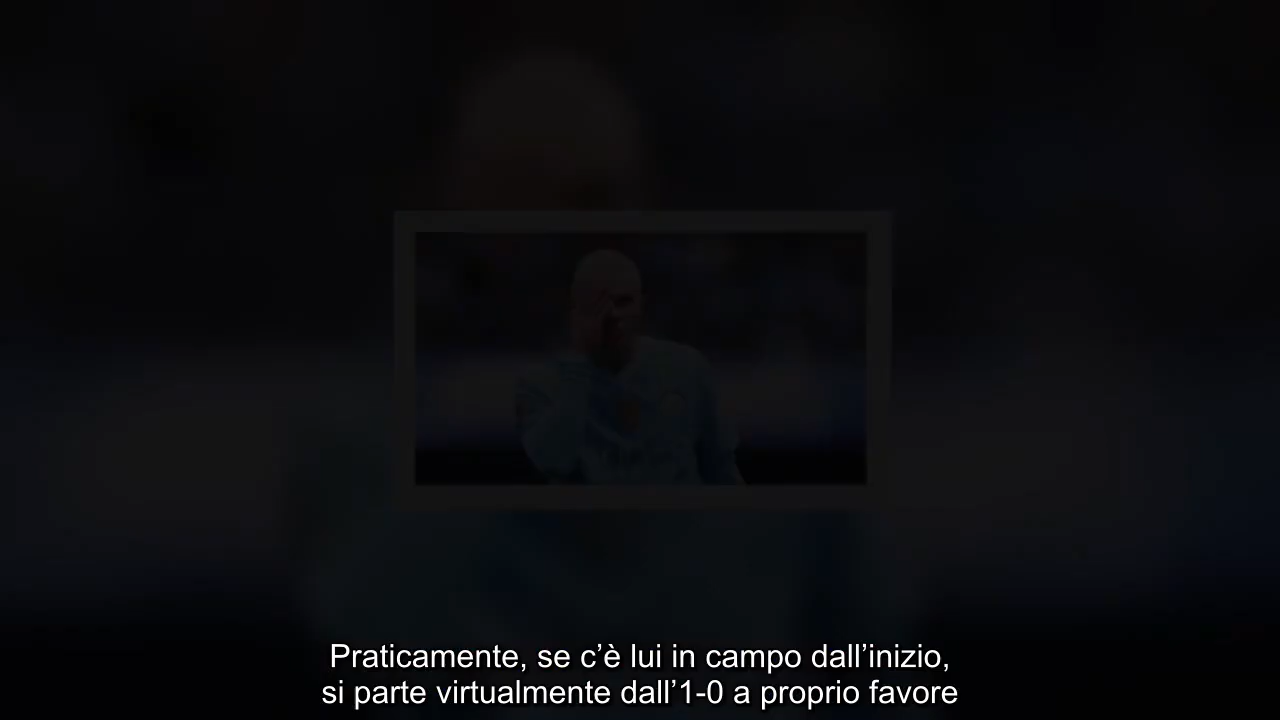 Praticamente, se c’è lui in campo dall’inizio,
si parte virtualmente dall’1-0 a proprio favore